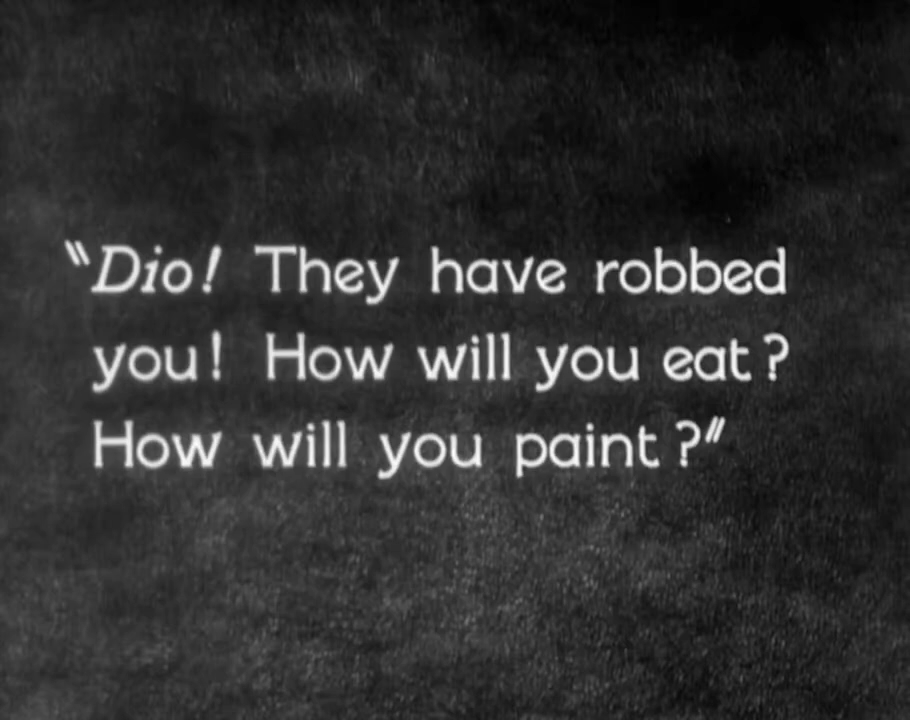 “Dio! They have robbed
you! How will you eat?
How will you paint?”